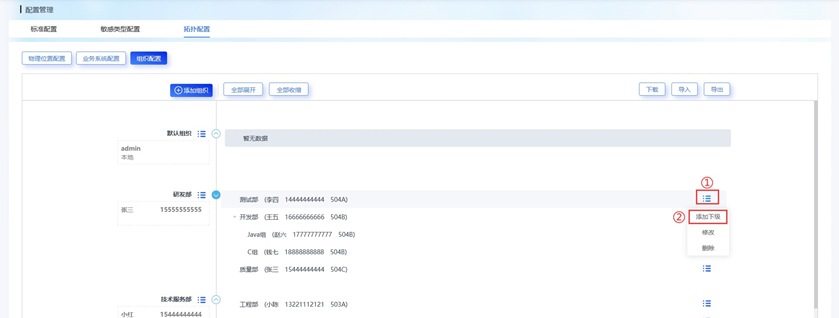 配置管理
标准配置 敏感类型配置 拓扑配置
物理位置配置 业务系统配置 组织配置
添加组织 全部展开 全部收缩 下载 导入 导出
默认组织 暂无数据
admin
本地
①
研发部 测试部 (李四 14444444444 504A)
张三 15555555555
② 添加下级
开发部 (王五 16666666666 504B)
修改
Java组 (赵六 17777777777 504B)
删除
C组 (钱七 18888888888 504B)
质量部 (张三 15444444444 504C)
技术服务部 工程部 (小陈 13221112121 503A)
小红 15444444444